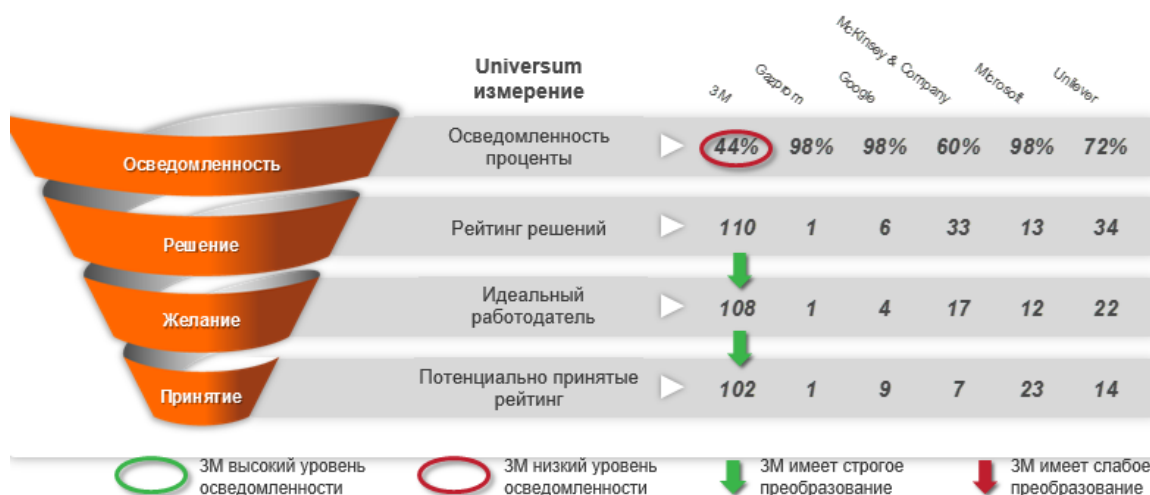 Universum
измерение
3M
Gazprom
Google
McKinsey & Company
Microsoft
Unilever
Осведомленность
Осведомленность
проценты
44% 98% 98% 60% 98% 72%
Решение
Рейтинг решений
110 1 6 33 13 34
Желание
Идеальный
работодатель
108 1 4 17 12 22
Принятие
Потенциально принятые
рейтинг
102 1 9 7 23 14
3M высокий уровень
осведомленности
3M низкий уровень
осведомленности
3M имеет строгое
преобразование
3M имеет слабое
преобразование